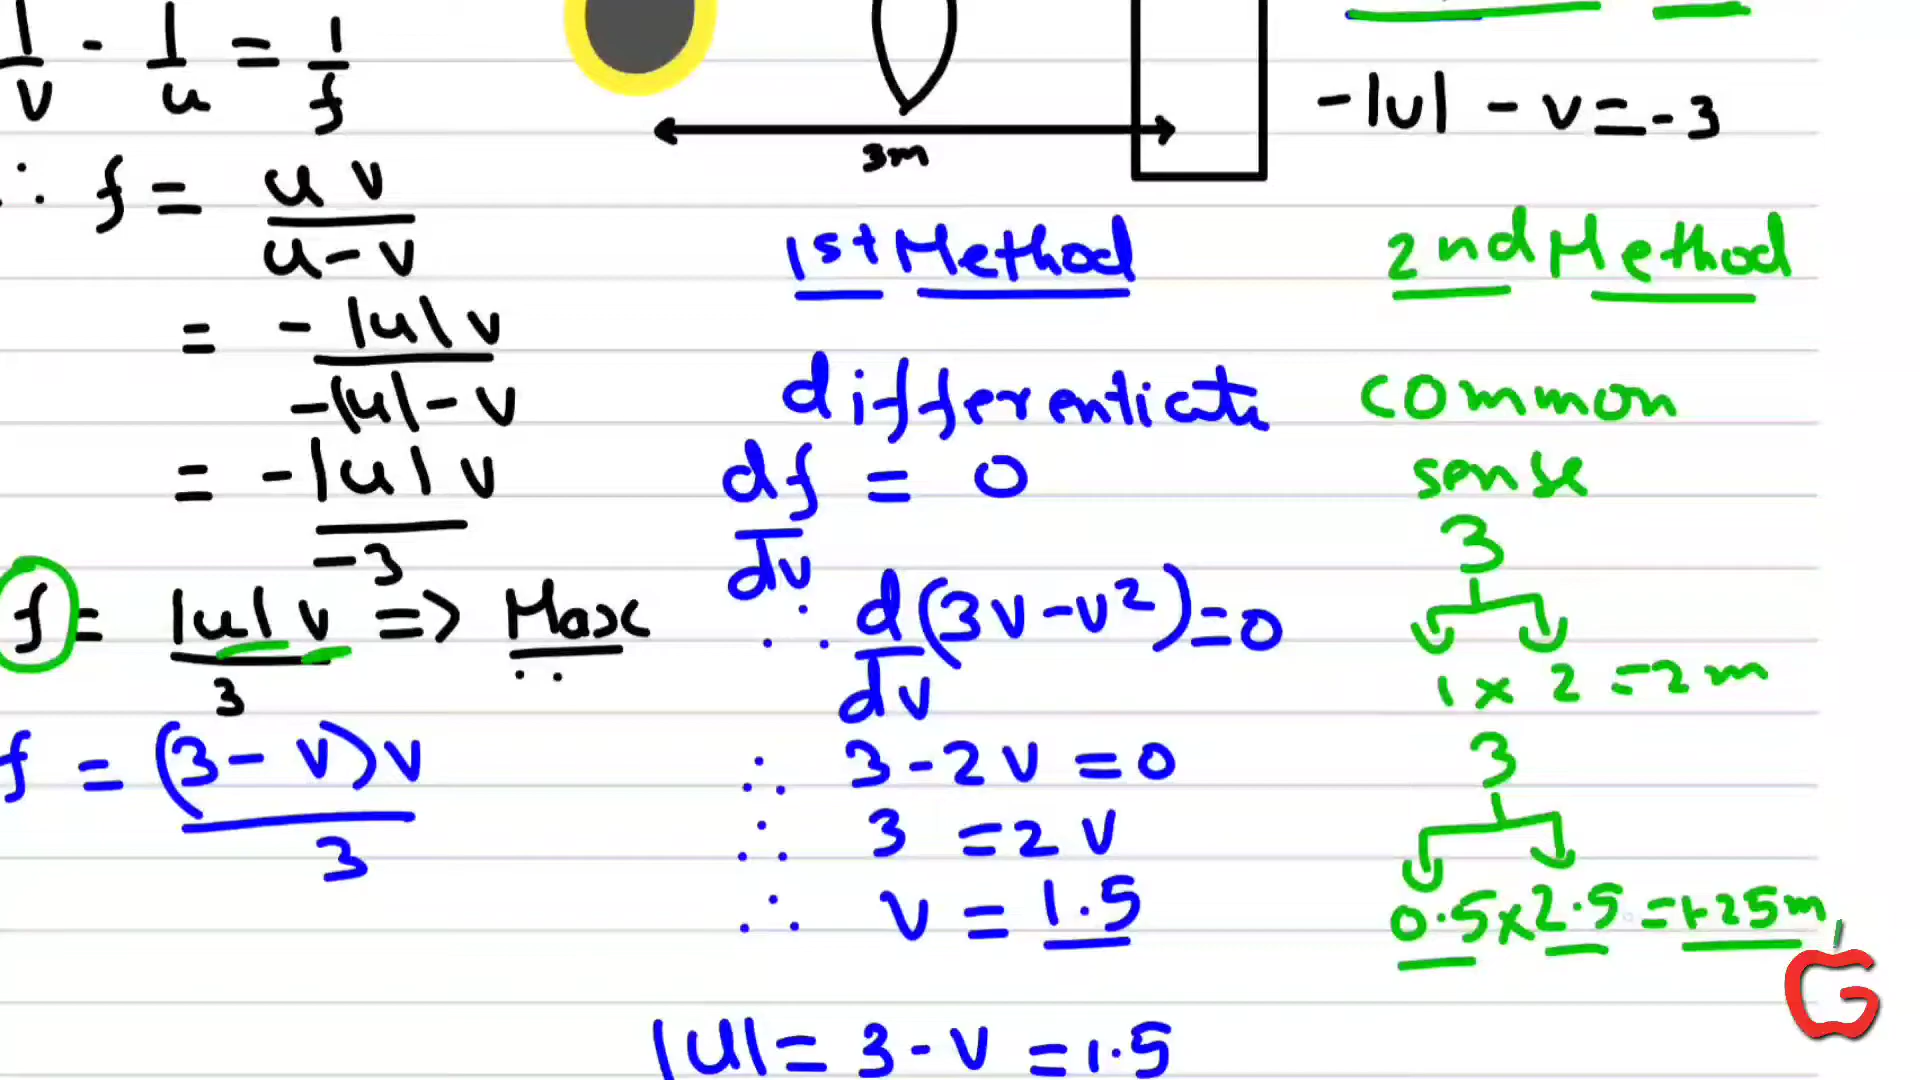 1/v - 1/u = 1/f
∴ f = uv/(u-v)
= -|u|v/(-|u|-v)
= -|u|v/-3
f = |u|v/3 => Max
f = (3-v)v/3
3m
-|u| - v = -3
1st Method
differenticate
df/dv = 0
∴ d/dv (3v-v²) = 0
∴ 3-2v = 0
∴ 3 = 2v
∴ v = 1.5
|u| = 3-v = 1.5
2nd Method
common
sense
3
1 x 2 = 2m
3
0.5 x 2.5 = 1.25m
G